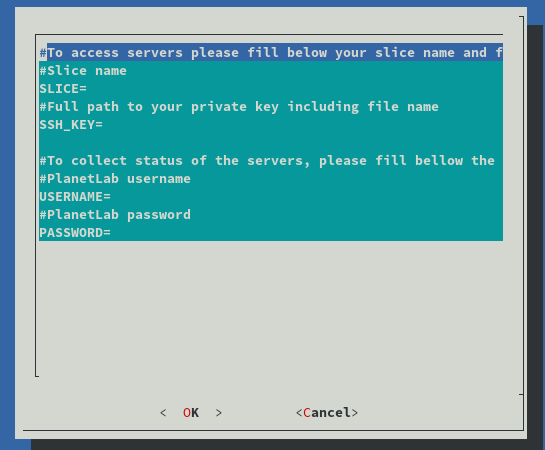 #To access servers please fill below your slice name and f
#Slice name
SLICE=
#Full path to your private key including file name
SSH_KEY=
#To collect status of the servers, please fill bellow the
#PlanetLab username
USERNAME=
#PlanetLab password
PASSWORD=
<  OK  > <Cancel>